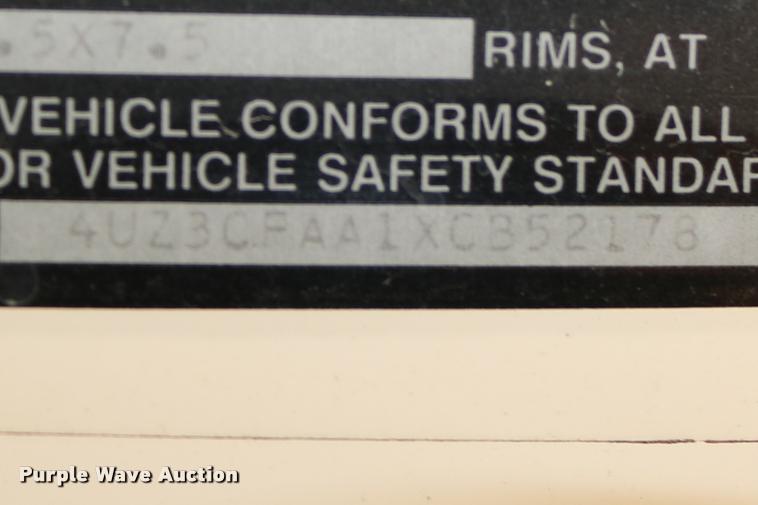 .5X7.5 RIMS, AT
VEHICLE CONFORMS TO ALL
OR VEHICLE SAFETY STANDAR
4UZ3CFAA1XCB52178
Purple Wave Auction